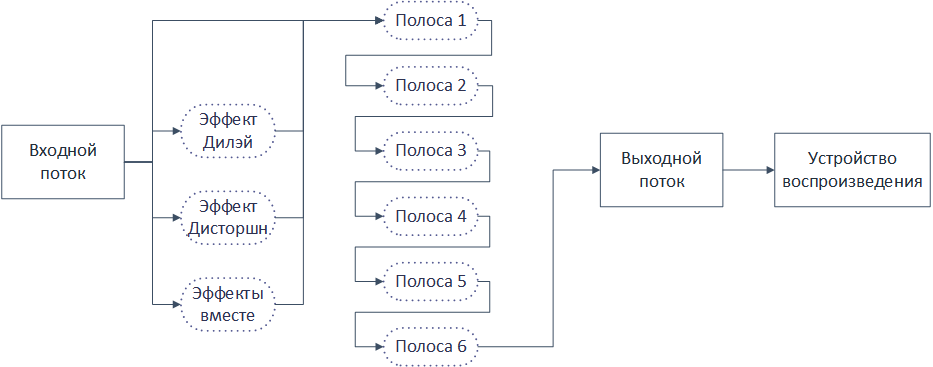 Входной
поток
Эффект
Дилэй
Эффект
Дисторшн
Эффекты
вместе
Полоса 1
Полоса 2
Полоса 3
Полоса 4
Полоса 5
Полоса 6
Выходной
поток
Устройство
воспроизведения